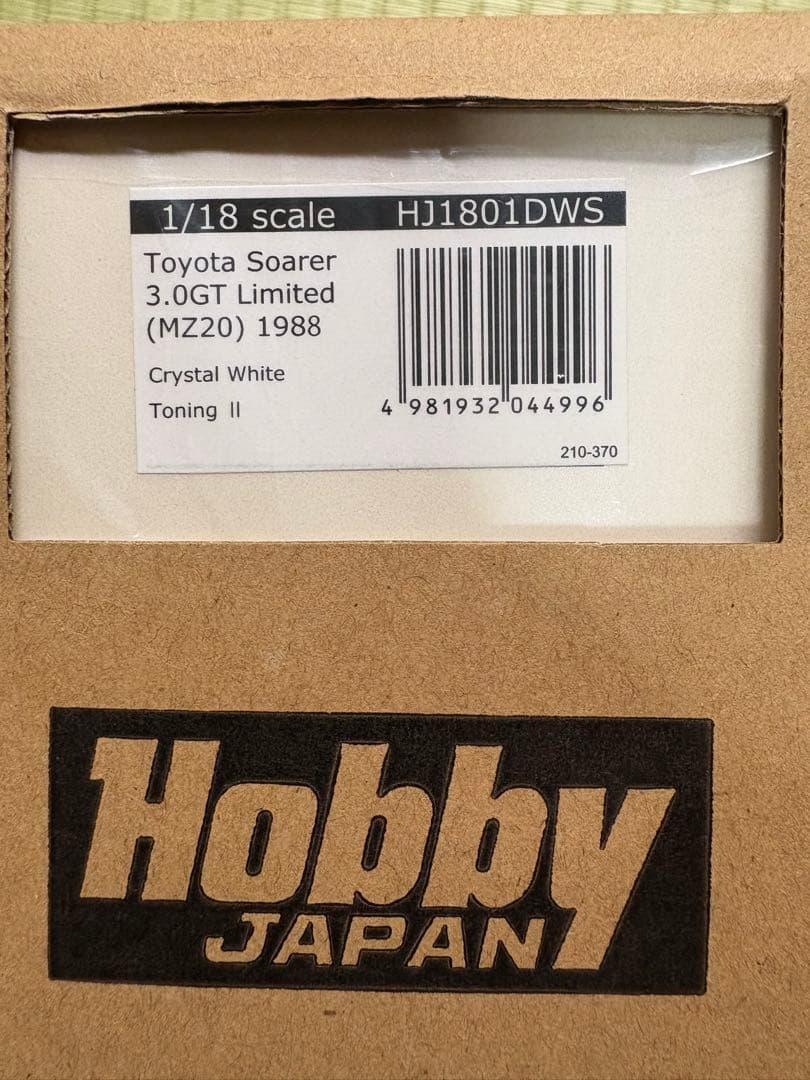 1/18 scale HJ1801DWS
Toyota Soarer
3.0GT Limited
(MZ20) 1988
Crystal White
Toning II
4 981932 044996
210-370
Hobby
JAPAN